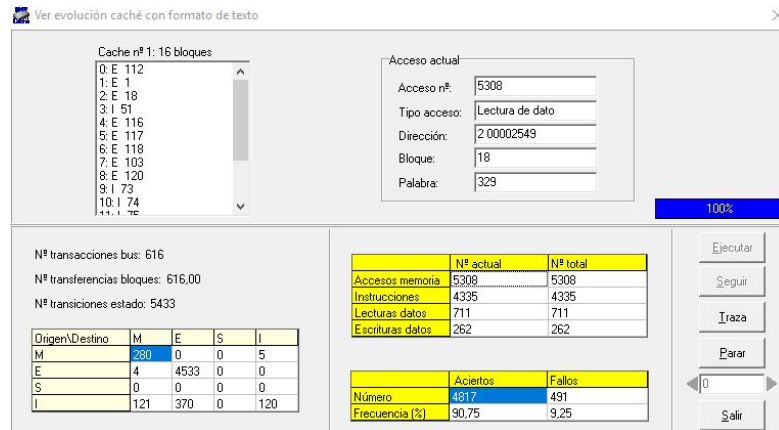 Ver evolución caché con formato de texto
Cache nº 1: 16 bloques
0: E 112
1: E 1
2: E 18
3: I 51
4: E 116
5: E 117
6: E 118
7: E 103
8: E 120
9: I 73
10: I 74
11: I 75
Acceso actual
Acceso nº: 5308
Tipo acceso: Lectura de dato
Dirección: 2 00002549
Bloque: 18
Palabra: 329
100%
Nº transacciones bus: 616
Nº transferencias bloques: 616,00
Nº transiciones estado: 5433
Origen\Destino M E S I
M 280 0 0 5
E 4 4533 0 0
S 0 0 0 0
I 121 370 0 120
Nº actual Nº total
Accesos memoria 5308 5308
Instrucciones 4335 4335
Lecturas datos 711 711
Escrituras datos 262 262
Aciertos Fallos
Número 4817 491
Frecuencia (%) 90,75 9,25
Ejecutar
Seguir
Traza
Parar
0
Salir